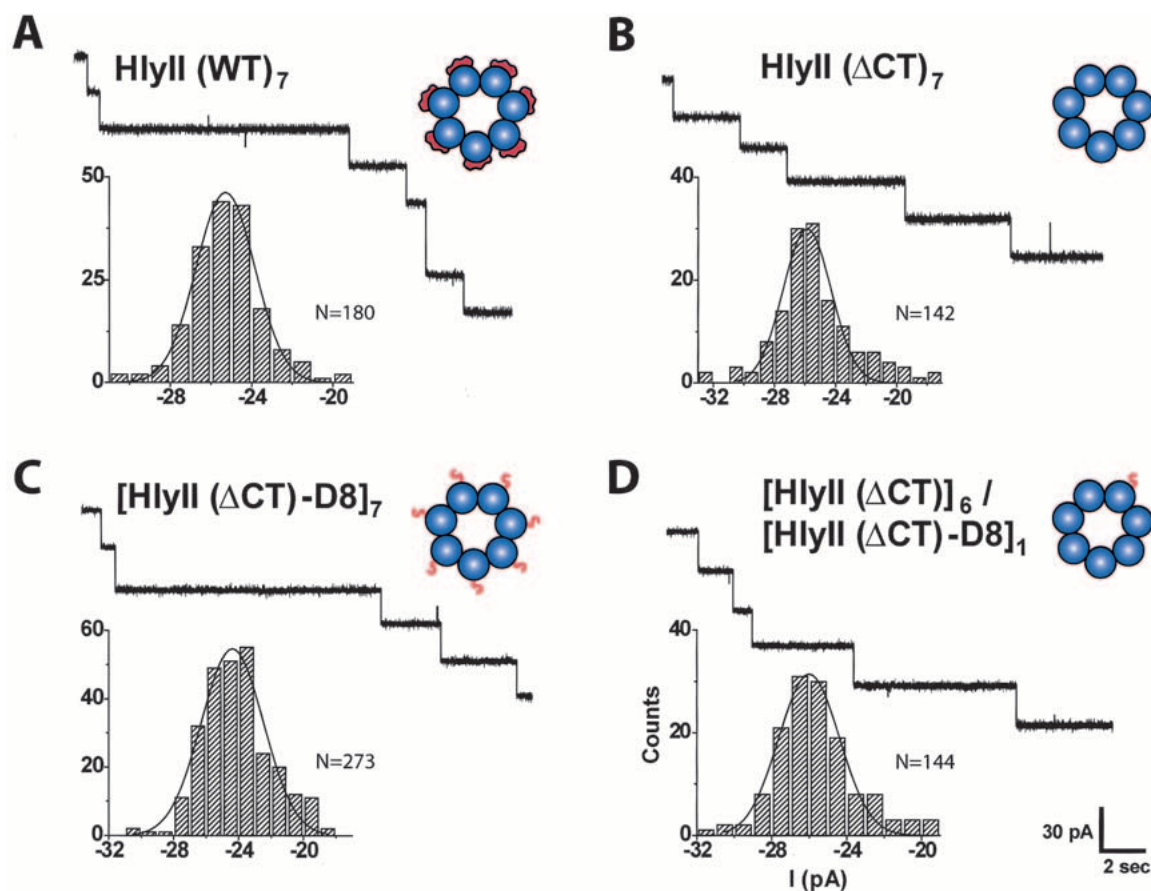 A
HlyII (WT)7
50
25
0
-28
-24
-20
N=180
B
HlyII (ΔCT)7
40
20
0
-32
-28
-24
-20
N=142
C
[HlyII (ΔCT) -D8]7
60
40
20
0
-32
-28
-24
-20
N=273
D
[HlyII (ΔCT)]6 /
[HlyII (ΔCT) -D8]1
Counts
40
20
0
-32
-28
-24
-20
N=144
I (pA)
30 pA
2 sec